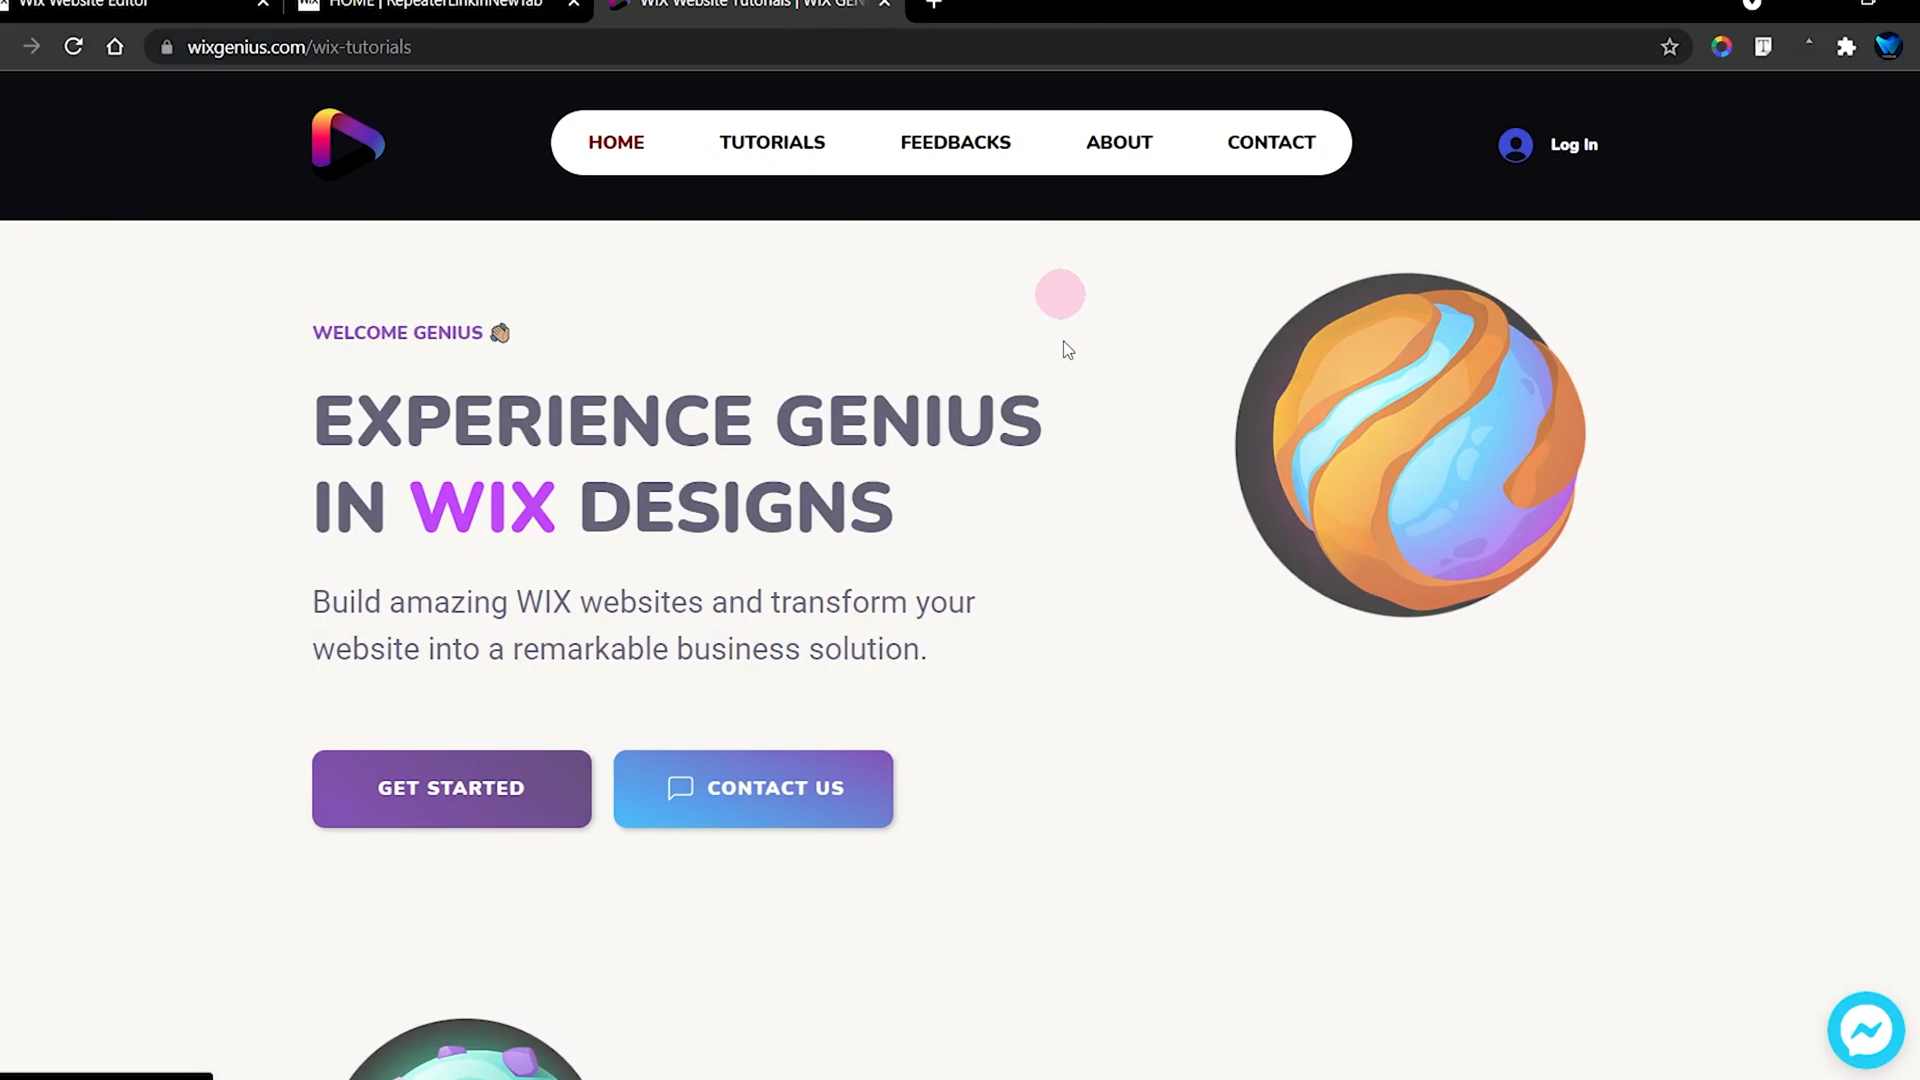 Wix Website Editor
HOME | RepeaterLinkInNewTab
Wix Website Tutorials | WIX GEN
wixgenius.com/wix-tutorials
HOME
TUTORIALS
FEEDBACKS
ABOUT
CONTACT
Log In
WELCOME GENIUS
EXPERIENCE GENIUS
IN WIX DESIGNS
Build amazing WIX websites and transform your
website into a remarkable business solution.
GET STARTED
CONTACT US